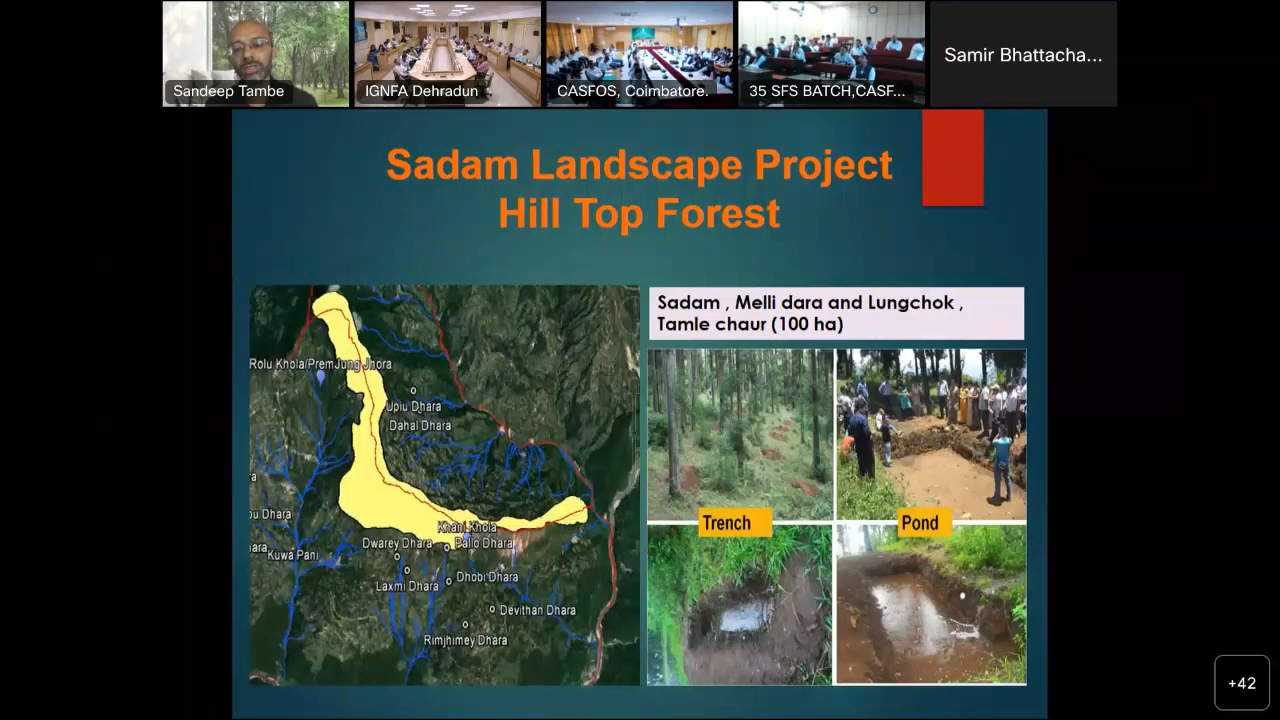 Sandeep Tambe
IGNFA Dehradun
CASFOS, Coimbatore.
35 SFS BATCH,CASF...
Samir Bhattacha...
Sadam Landscape Project
Hill Top Forest
Sadam , Melli dara and Lungchok ,
Tamle chaur (100 ha)
Rolu Khola/PremJung Jhora
Upiu Dhara
Dahal Dhara
Khani Khola
Dwarey Dhara
Pallo Dhara
Kuwa Pani
Laxmi Dhara
Dhobi Dhara
Devithan Dhara
Rimjhimey Dhara
Trench
Pond
+42